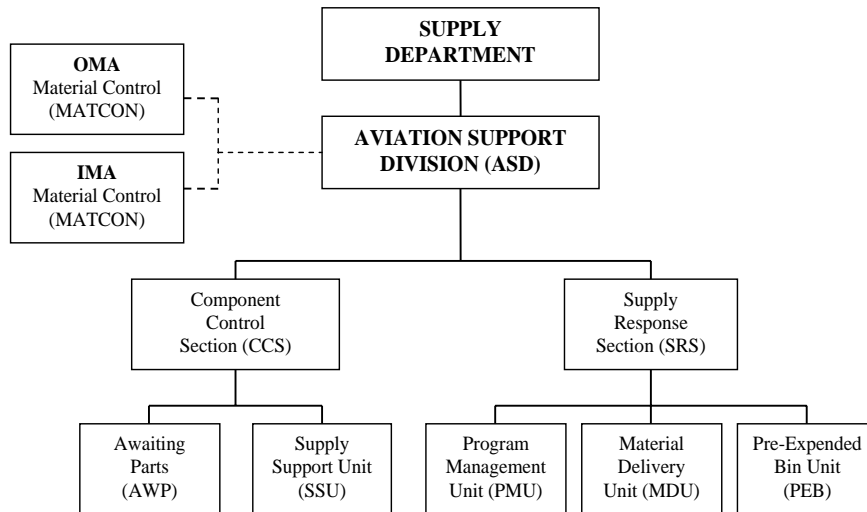 SUPPLY
DEPARTMENT
OMA
Material Control
(MATCON)
AVIATION SUPPORT
DIVISION (ASD)
IMA
Material Control
(MATCON)
Component
Control
Section (CCS)
Supply
Response
Section (SRS)
Awaiting
Parts
(AWP)
Supply
Support Unit
(SSU)
Program
Management
Unit (PMU)
Material
Delivery
Unit (MDU)
Pre-Expended
Bin Unit
(PEB)